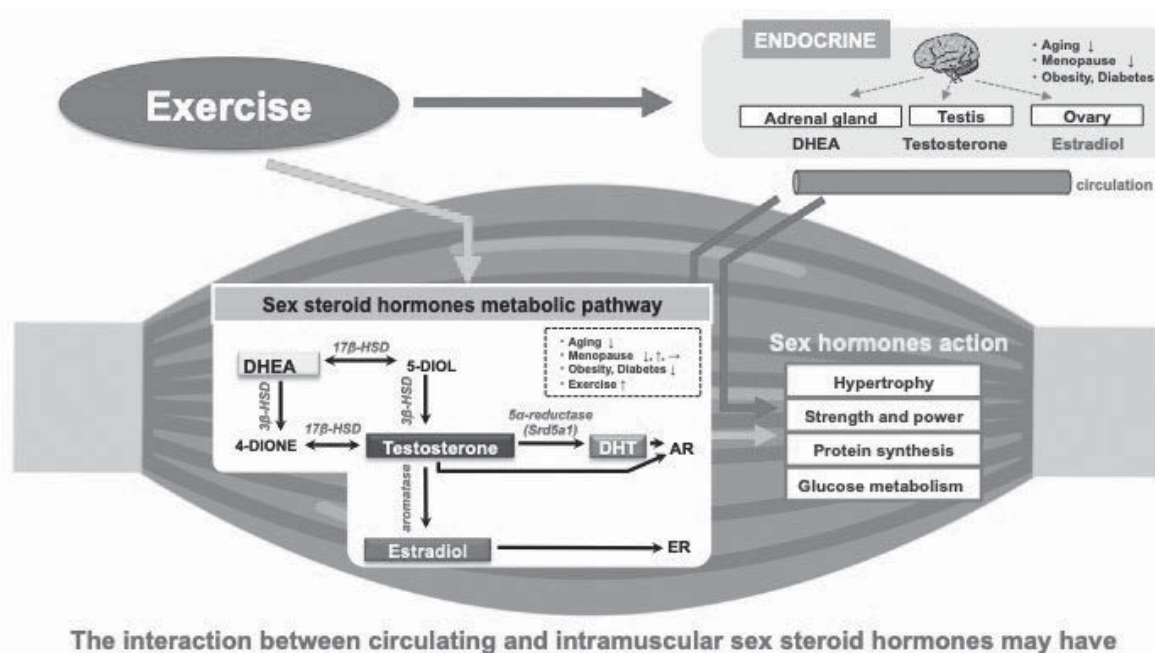 Exercise
ENDOCRINE
• Aging ↓
• Menopause ↓
• Obesity, Diabetes
Adrenal gland
Testis
Ovary
DHEA
Testosterone
Estradiol
circulation
Sex steroid hormones metabolic pathway
DHEA
17β-HSD
5-DIOL
3β-HSD
3β-HSD
4-DIONE
17β-HSD
Testosterone
5α-reductase
(Srd5a1)
DHT
AR
aromatase
Estradiol
ER
• Aging ↓
• Menopause ↓,↑,→
• Obesity, Diabetes ↓
• Exercise ↑
Sex hormones action
Hypertrophy
Strength and power
Protein synthesis
Glucose metabolism
The interaction between circulating and intramuscular sex steroid hormones may have